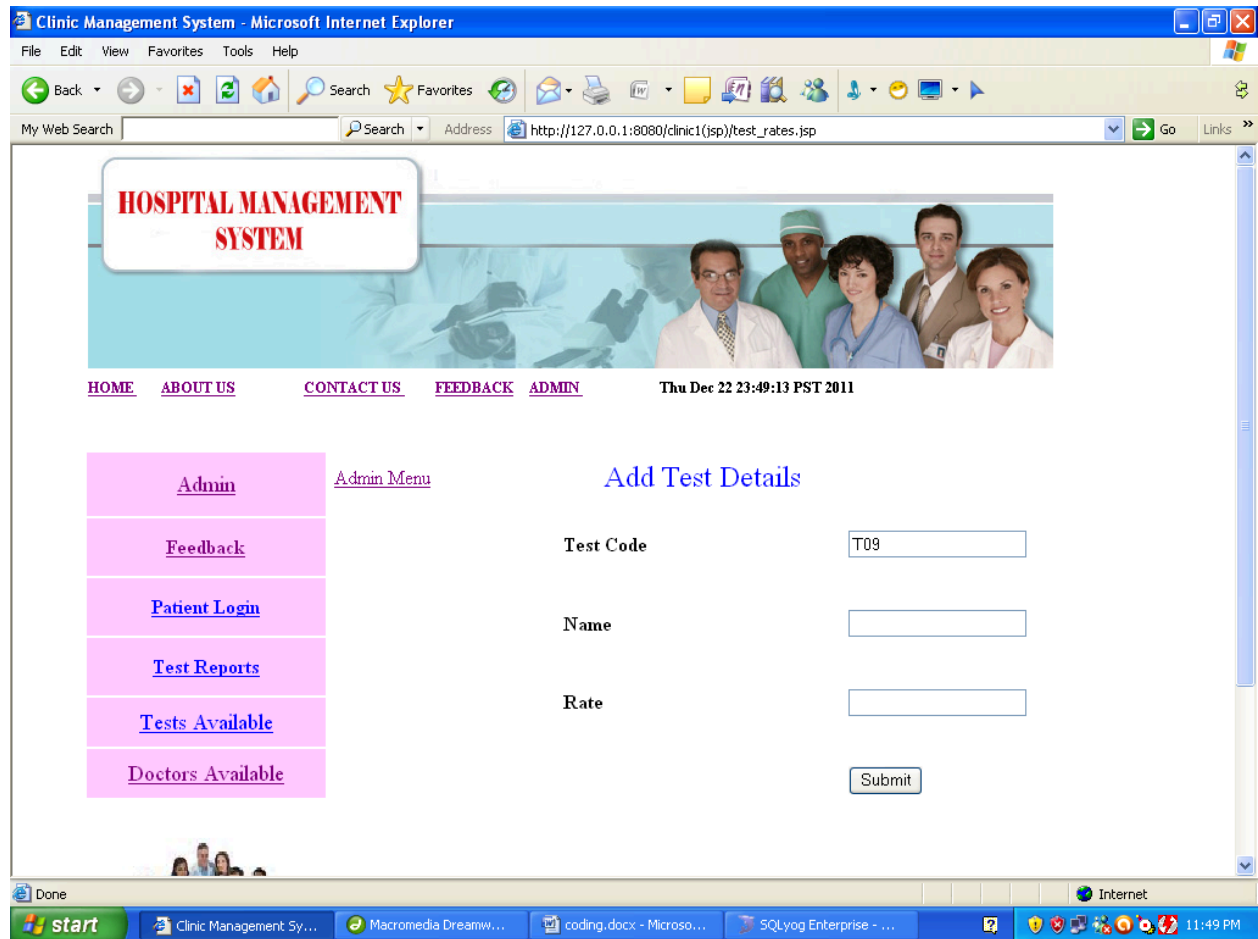 Clinic Management System - Microsoft Internet Explorer
File Edit View Favorites Tools Help
Back Search Favorites
My Web Search Search Address http://127.0.0.1:8080/clinic1(jsp)/test_rates.jsp Go Links »
HOSPITAL MANAGEMENT
SYSTEM
HOME ABOUT US CONTACT US FEEDBACK ADMIN Thu Dec 22 23:49:13 PST 2011
Admin
Feedback
Patient Login
Test Reports
Tests Available
Doctors Available
Admin Menu
Add Test Details
Test Code T09
Name
Rate
Submit
Done Internet
start Clinic Management Sy... Macromedia Dreamw... coding.docx - Microso... SQLyog Enterprise - ... 11:49 PM